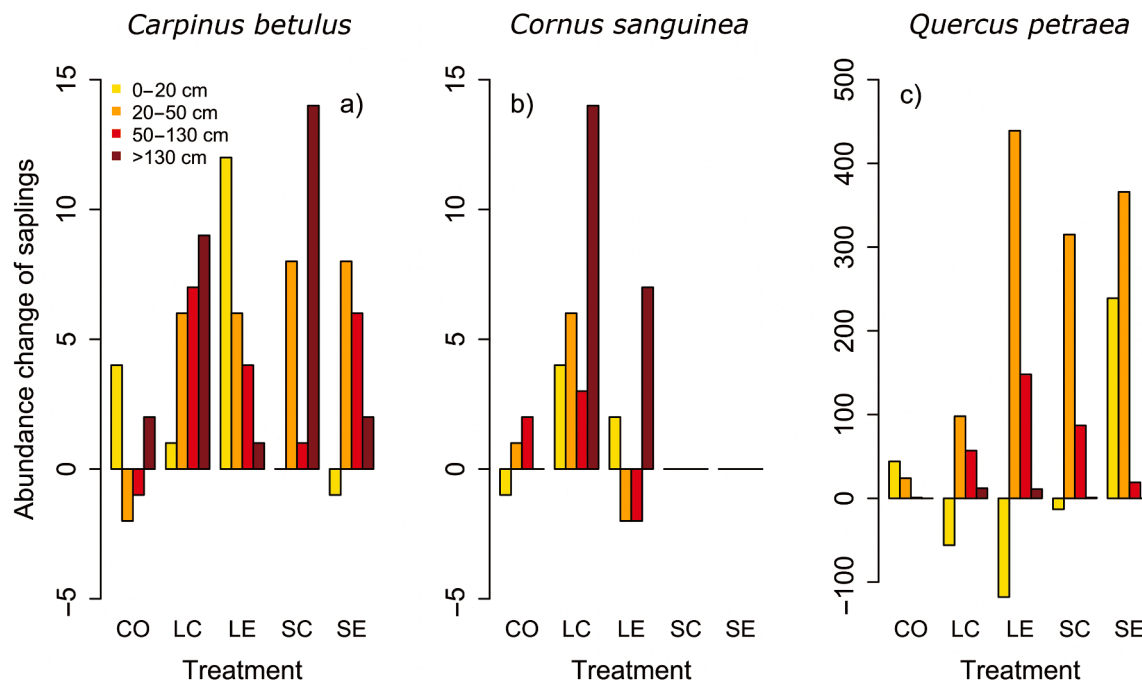 Carpinus betulus
Cornus sanguinea
Quercus petraea
Abundance change of saplings
15
10
5
0
−5
0−20 cm
20−50 cm
50−130 cm
>130 cm
a)
CO LC LE SC SE
Treatment
15
10
5
0
−5
b)
CO LC LE SC SE
Treatment
500
400
300
200
100
0
−100
c)
CO LC LE SC SE
Treatment